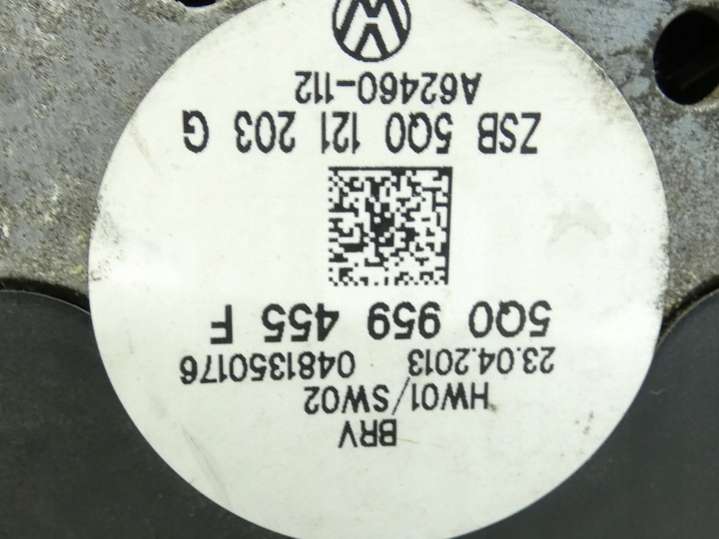 BRV
HW01/SW02
23.04.2013 0481350176
5Q0 959 455 F
ZSB 5Q0 121 203 G
A62460-112